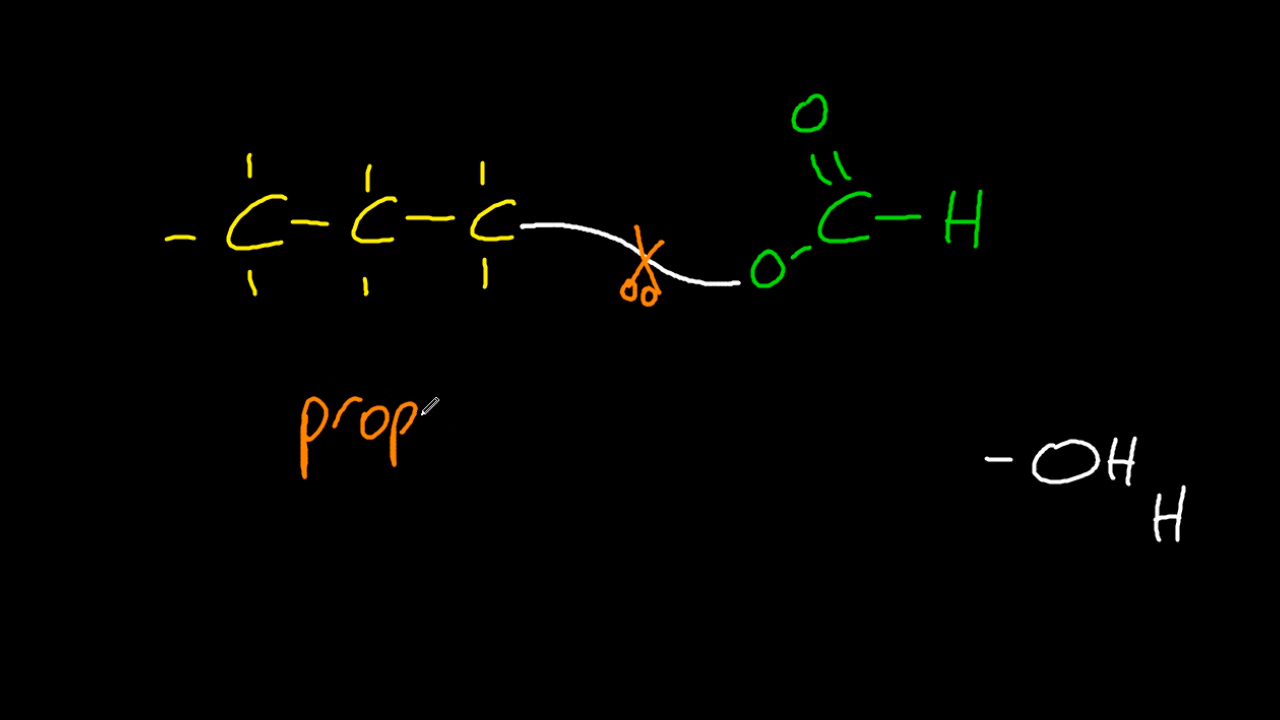 O
C - C - C C - H
O
prop
- OH
H